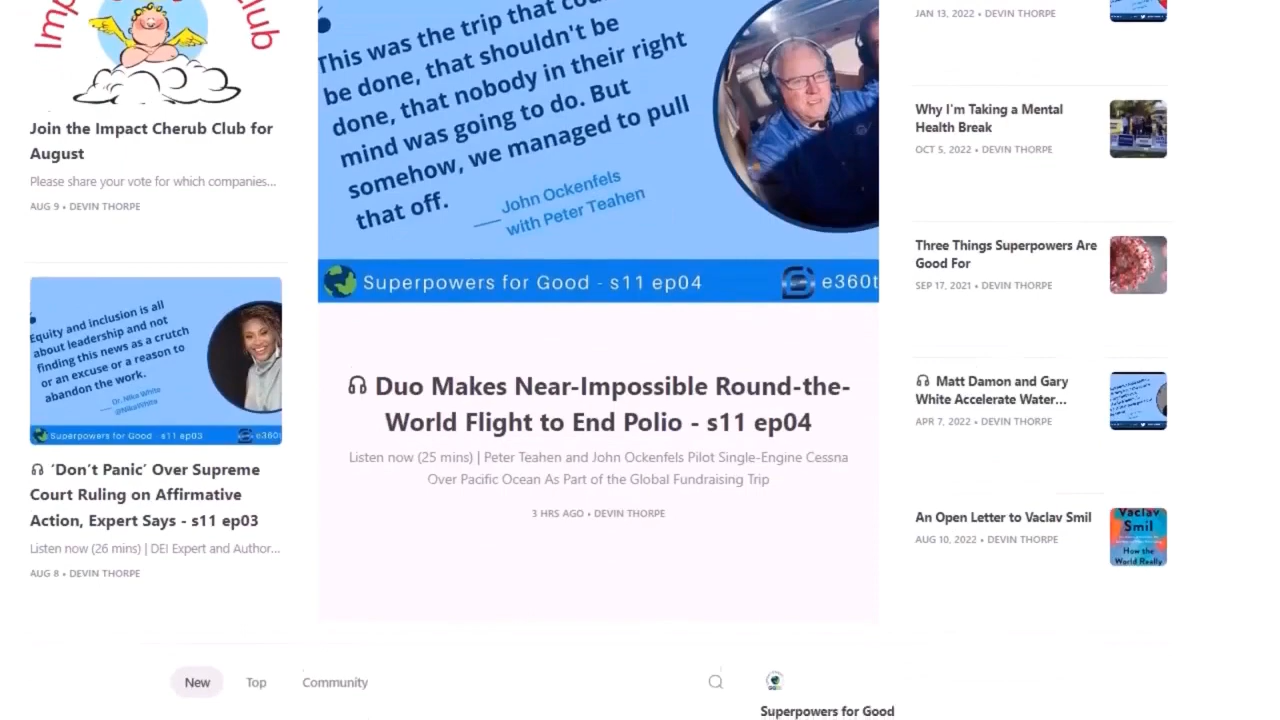 Join the Impact Cherub Club for
August
Please share your vote for which companies...
AUG 9 • DEVIN THORPE
Equity and inclusion is all
about leadership and not
finding this news as a crutch
or an excuse or a reason to
abandon the work.
Dr. Nika White
@NikaWhite
Superpowers for Good - s11 ep03
e360t
'Don't Panic' Over Supreme
Court Ruling on Affirmative
Action, Expert Says - s11 ep03
Listen now (26 mins) | DEI Expert and Author...
AUG 8 • DEVIN THORPE
This was the trip that
be done, that shouldn't be
done, that nobody in their right
mind was going to do. But
somehow, we managed to pull
that off.
John Ockenfels
with Peter Teahen
Superpowers for Good - s11 ep04
e360t
Duo Makes Near-Impossible Round-the-
World Flight to End Polio - s11 ep04
Listen now (25 mins) | Peter Teahen and John Ockenfels Pilot Single-Engine Cessna
Over Pacific Ocean As Part of the Global Fundraising Trip
3 HRS AGO • DEVIN THORPE
JAN 13, 2022 • DEVIN THORPE
Why I'm Taking a Mental
Health Break
OCT 5, 2022 • DEVIN THORPE
Three Things Superpowers Are
Good For
SEP 17, 2021 • DEVIN THORPE
Matt Damon and Gary
White Accelerate Water...
APR 7, 2022 • DEVIN THORPE
An Open Letter to Vaclav Smil
AUG 10, 2022 • DEVIN THORPE
Vaclav
Smil
How the
World Really
New
Top
Community
Superpowers for Good